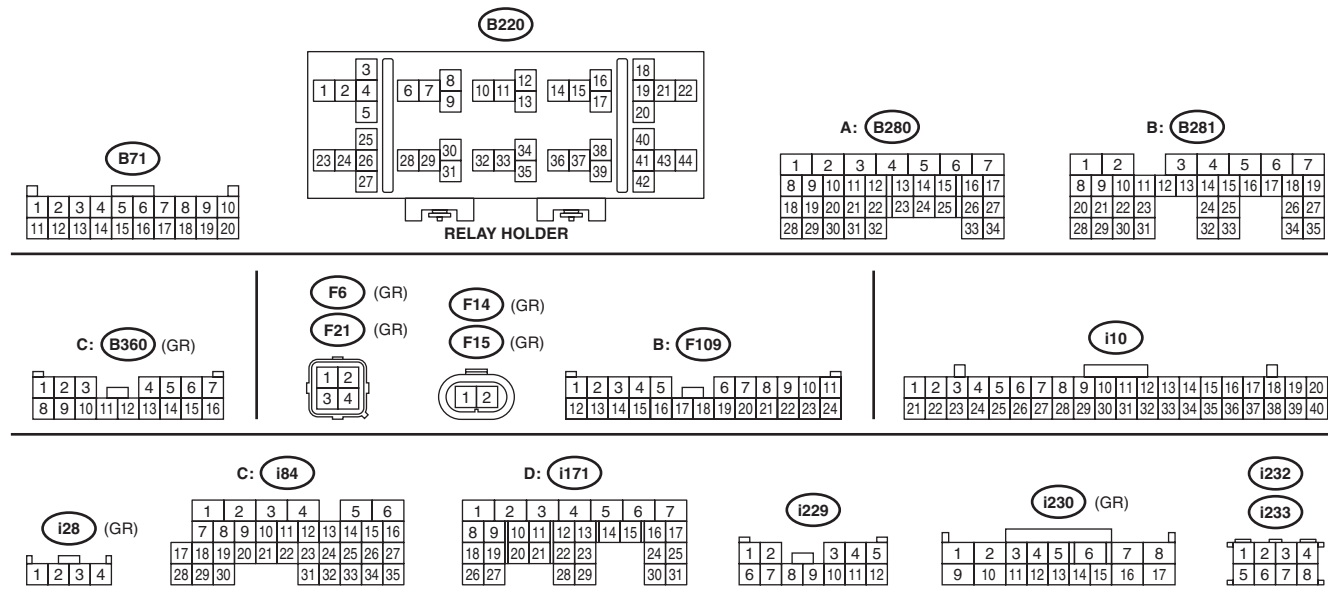 B220
3 18
1 2 4 6 7 8 10 11 12 14 15 16 19 21 22
9 13 17
5 20
25 40
23 24 26 28 29 30 32 33 34 36 37 38 41 43 44
31 35 39
27 42
RELAY HOLDER
B71
1 2 3 4 5 6 7 8 9 10
11 12 13 14 15 16 17 18 19 20
A: B280
1 2 3 4 5 6 7
8 9 10 11 12 13 14 15 16 17
18 19 20 21 22 23 24 25 26 27
28 29 30 31 32 33 34
B: B281
1 2 3 4 5 6 7
8 9 10 11 12 13 14 15 16 17 18 19
20 21 22 23 24 25 26 27
28 29 30 31 32 33 34 35
C: B360 (GR)
1 2 3 4 5 6 7
8 9 10 11 12 13 14 15 16
F6 (GR)
F21 (GR)
1 2
3 4
F14 (GR)
F15 (GR)
1 2
B: F109
1 2 3 4 5 6 7 8 9 10 11
12 13 14 15 16 17 18 19 20 21 22 23 24
i10
1 2 3 4 5 6 7 8 9 10 11 12 13 14 15 16 17 18 19 20
21 22 23 24 25 26 27 28 29 30 31 32 33 34 35 36 37 38 39 40
i28 (GR)
1 2 3 4
C: i84
1 2 3 4 5 6
7 8 9 10 11 12 13 14 15 16
17 18 19 20 21 22 23 24 25 26 27
28 29 30 31 32 33 34 35
D: i171
1 2 3 4 5 6 7
8 9 10 11 12 13 14 15 16 17
18 19 20 21 22 23 24 25
26 27 28 29 30 31
i229
1 2 3 4 5
6 7 8 9 10 11 12
i230 (GR)
1 2 3 4 5 6 7 8
9 10 11 12 13 14 15 16 17
i232
i233
1 2 3 4
5 6 7 8